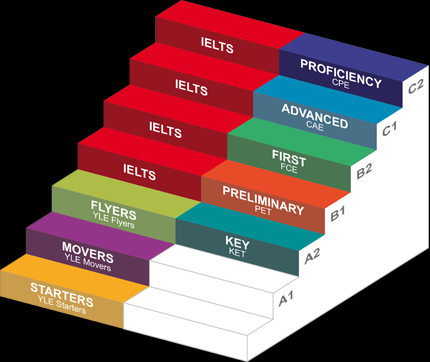 IELTS
PROFICIENCY
CPE
C2
IELTS
ADVANCED
CAE
C1
IELTS
FIRST
FCE
B2
IELTS
PRELIMINARY
PET
B1
FLYERS
YLE Flyers
KEY
KET
A2
MOVERS
YLE Movers
A1
STARTERS
YLE Starters